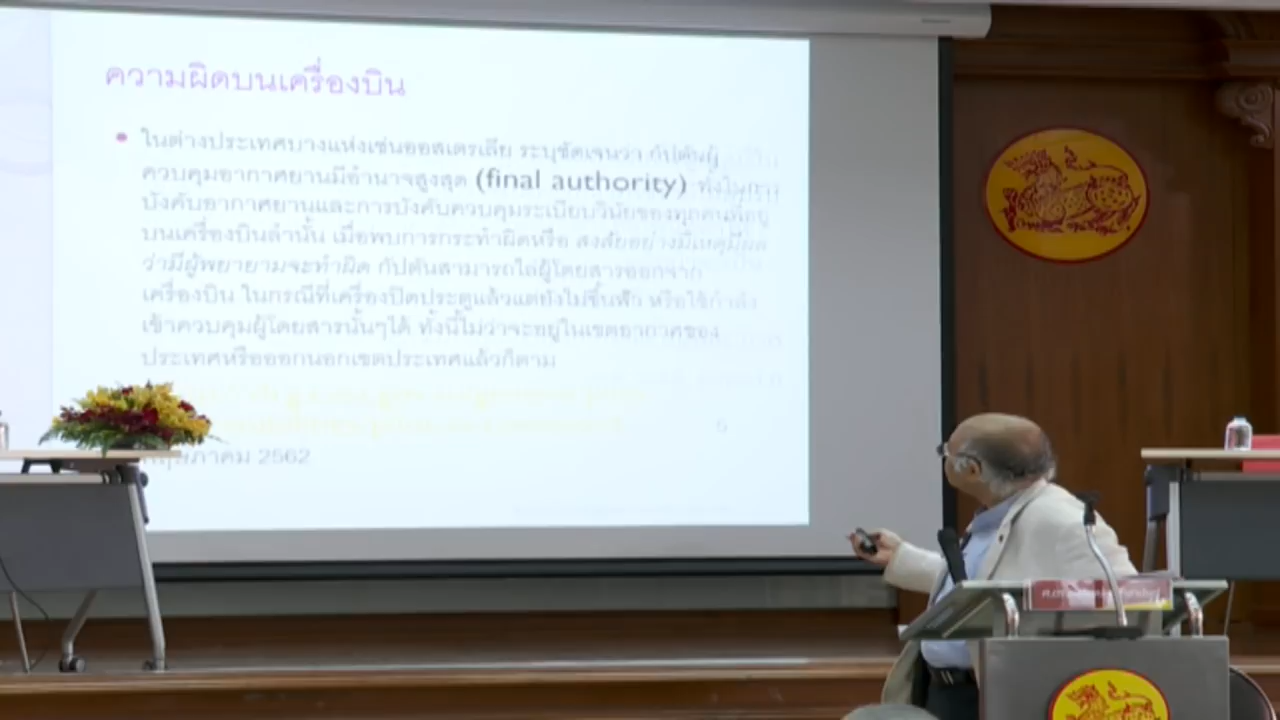 ความผิดบนเครื่องบิน
ในต่างประเทศบางแห่งเช่นออสเตรเลีย ระบุชัดเจนว่า กัปตันผู้
ควบคุมอากาศยานมีอำนาจสูงสุด (final authority) ทั้งในการ
บังคับอากาศยานและการบังคับควบคุมระเบียบวินัยของทุกคนที่อยู่
บนเครื่องบินลำนั้น เมื่อพบการกระทำผิดหรือ สงสัยอย่างมีเหตุมีผล
ว่ามีผู้พยายามจะทำผิด กัปตันสามารถไล่ผู้โดยสารออกจาก
เครื่องบิน ในกรณีที่เครื่องปิดประตูแล้วแต่ยังไม่ขึ้นฟ้า หรือใช้กำลัง
เข้าควบคุมผู้โดยสารนั้นๆได้ ทั้งนี้ไม่ว่าจะอยู่ในเขตอากาศของ
ประเทศหรือออกนอกเขตประเทศแล้วก็ตาม
พฤษภาคม 2562